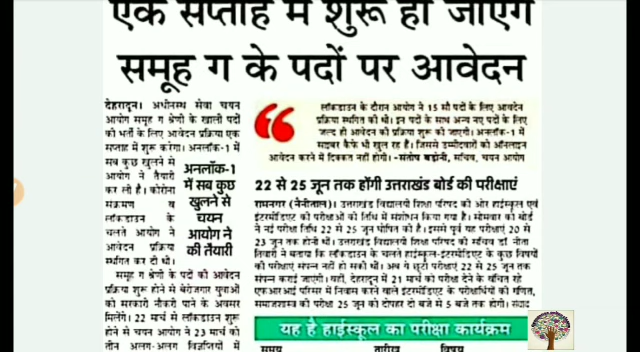 एक सप्ताह में शुरू हो जाएंगे
समूह ग के पदों पर आवेदन
देहरादून। अधीनस्थ सेवा चयन
आयोग समूह ग श्रेणी के खाली पदों
की भर्ती के लिए आवेदन प्रक्रिया एक
सप्ताह में शुरू करेगा। अनलॉक-1 में
सब कुछ खुलने से
आयोग ने तैयारी
कर ली है। कोरोना
संक्रमण व
लॉकडाउन के
चलते आयोग ने
आवेदन प्रक्रिया
स्थगित कर दी थी।
अनलॉक-1
में सब कुछ
खुलने से
चयन
आयोग ने
की तैयारी
समूह ग श्रेणी के पदों की आवेदन
प्रक्रिया शुरू होने से बेरोजगार युवाओं
को सरकारी नौकरी पाने के अवसर
मिलेंगे। 22 मार्च से लॉकडाउन शुरू
होने से चयन आयोग ने 23 मार्च को
तीन अलग-अलग विज्ञप्तियों में
लॉकडाउन के दौरान आयोग ने 15 सौ पदों के लिए आवदेन
प्रक्रिया स्थगित की थी। इन पदों के साथ अन्य नए पदों के लिए
जल्द ही आवेदन की प्रक्रिया शुरू की जाएगी। अनलॉक-1 में
साइबर कैफे भी खुल रहे हैं। जिससे उम्मीदवारों को ऑनलाइन
आवेदन करने में दिक्कत नहीं होगी। -संतोष बडोनी, सचिव, चयन आयोग
22 से 25 जून तक होंगी उत्तराखंड बोर्ड की परीक्षाएं
रामनगर (नैनीताल)। उत्तराखंड विद्यालयी शिक्षा परिषद की ओर हाईस्कूल एवं
इंटरमीडिएट की परीक्षाओं की तिथि में संशोधन किया गया है। सोमवार को बोर्ड
ने नई परीक्षा तिथि 22 से 25 जून घोषित की है। इससे पूर्व यह परीक्षाएं 20 से
23 जून तक होनी थीं। उत्तराखंड विद्यालयी शिक्षा परिषद की सचिव डॉ. नीता
तिवारी ने बताया कि लॉकडाउन के चलते हाईस्कूल-इंटरमीडिएट के कुछ विषयों
की परीक्षाएं संपन्न नहीं हो सकी थीं। अब ये छूटी परीक्षाएं 22 से 25 जून तक
संपन्न कराई जाएंगी। वहीं, देहरादून में 21 मार्च को परीक्षा देने के वंचित रहे
एफआरआई परिसर में निवास करने वाले इंटरमीडिएट के परीक्षार्थियों की गणित,
समाजशास्त्र की परीक्षा 25 जून को दोपहर दो बजे से 5 बजे तक होगी। संवाद
यह है हाईस्कूल का परीक्षा कार्यक्रम
समय तारीख विषय